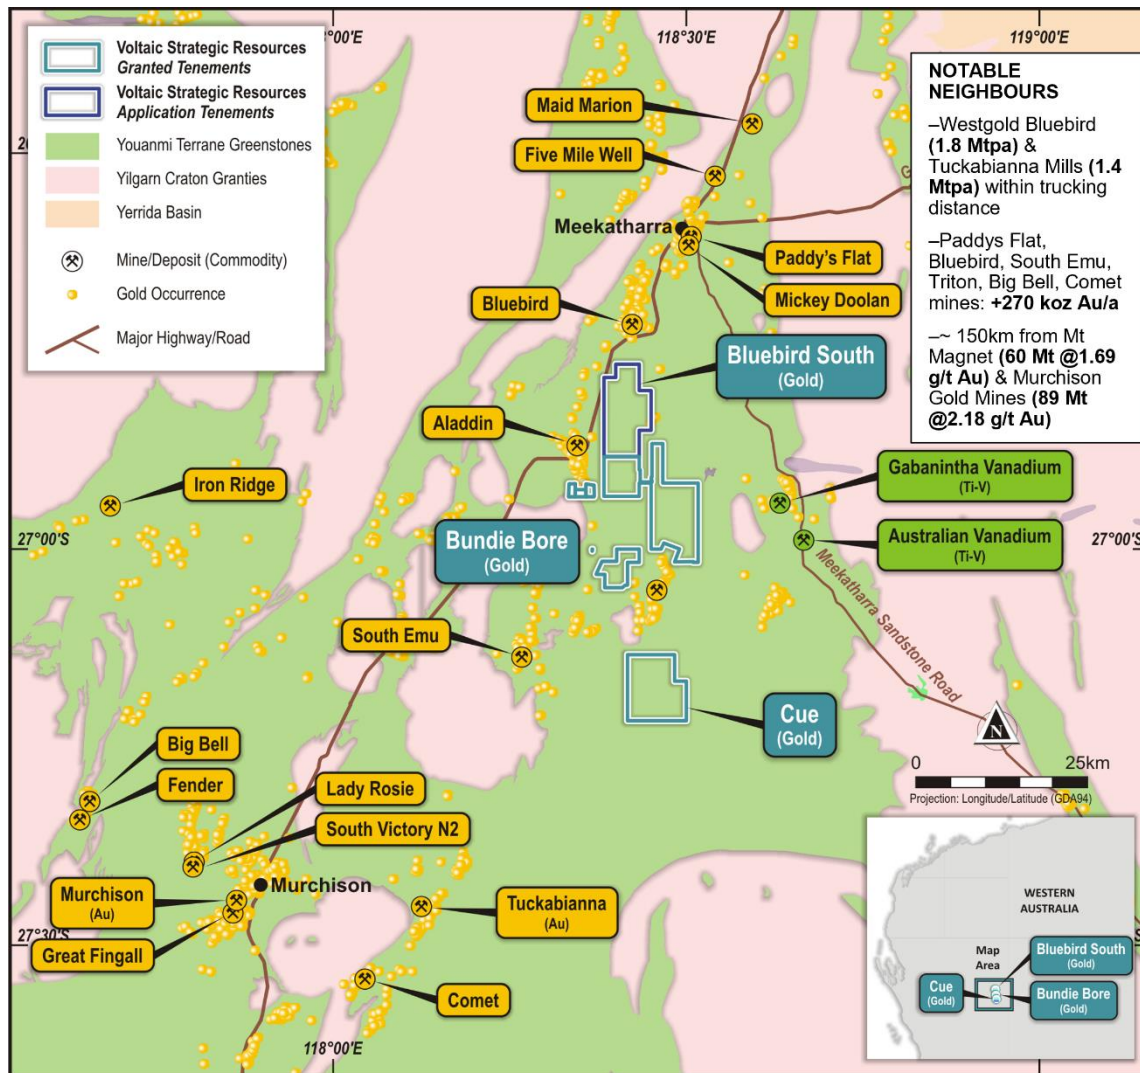 Voltaic Strategic Resources
Granted Tenements
Voltaic Strategic Resources
Application Tenements
Youanmi Terrane Greenstones
Yilgarn Craton Granties
Yerrida Basin
Mine/Deposit (Commodity)
Gold Occurrence
Major Highway/Road
118°30'E
119°00'E
NOTABLE
NEIGHBOURS
–Westgold Bluebird
(1.8 Mtpa) &
Tuckabianna Mills (1.4
Mtpa) within trucking
distance
–Paddys Flat,
Bluebird, South Emu,
Triton, Big Bell, Comet
mines: +270 koz Au/a
–~ 150km from Mt
Magnet (60 Mt @1.69
g/t Au) & Murchison
Gold Mines (89 Mt
@2.18 g/t Au)
Maid Marion
Five Mile Well
Meekatharra
Paddy's Flat
Mickey Doolan
Bluebird
Bluebird South
(Gold)
Aladdin
Iron Ridge
Gabanintha Vanadium
(Ti-V)
Bundie Bore
(Gold)
Australian Vanadium
(Ti-V)
27°00'S
27°00'S
Meekatharra Sandstone Road
South Emu
Cue
(Gold)
N
0
25km
Projection: Longitude/Latitude (GDA94)
Big Bell
Fender
Lady Rosie
South Victory N2
Murchison
Murchison
(Au)
Great Fingall
Tuckabianna
(Au)
Comet
27°30'S
118°00'E
WESTERN
AUSTRALIA
Map
Area
Bluebird South
(Gold)
Cue
(Gold)
Bundie Bore
(Gold)